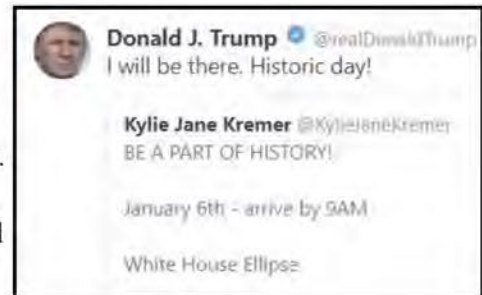 Donald J. Trump @realDonaldTrump
I will be there. Historic day!
Kylie Jane Kremer @KylieJaneKremer
BE A PART OF HISTORY!
January 6th - arrive by 9AM
White House Ellipse